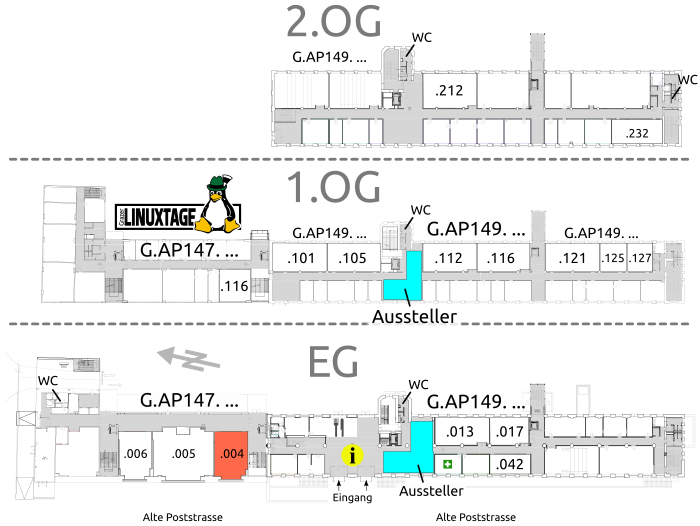 2.OG
WC
G.AP149. ...
WC
.212
.232
Grazer
LINUXTAGE
1.OG
WC
G.AP149. ...
G.AP149. ...
G.AP149. ...
G.AP147. ...
.101
.105
.112
.116
.121
.125
.127
.116
Aussteller
EG
WC
G.AP147. ...
WC
G.AP149. ...
.006
.005
.004
i
.013
.017
.042
Eingang
Aussteller
Alte Poststrasse
Alte Poststrasse